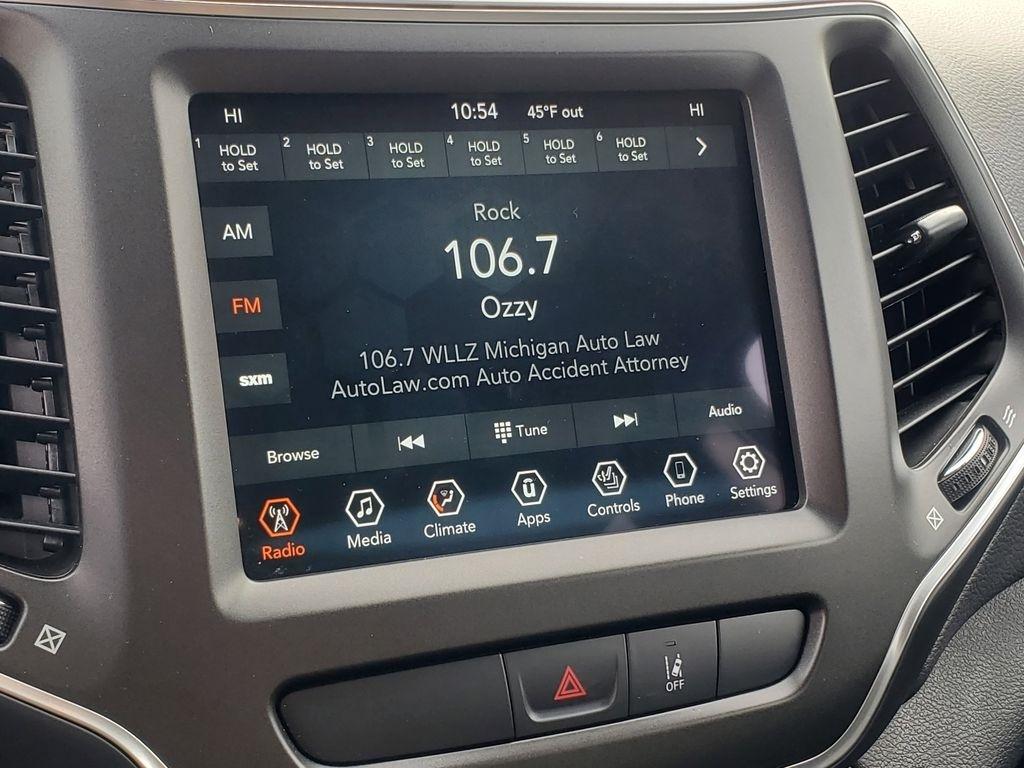 HI 10:54 45°F out HI
1 HOLD to Set 2 HOLD to Set 3 HOLD to Set 4 HOLD to Set 5 HOLD to Set 6 HOLD to Set
Rock
AM
106.7
FM
Ozzy
106.7 WLLZ Michigan Auto Law
AutoLaw.com Auto Accident Attorney
sxm
Browse Tune Audio
Radio Media Climate Apps Controls Phone Settings
OFF